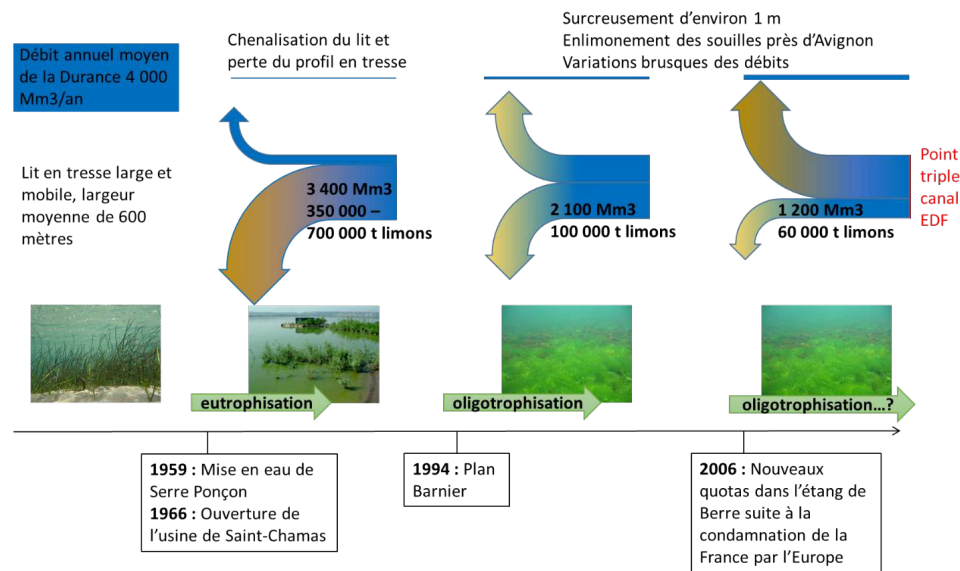 Débit annuel moyen
de la Durance 4 000
Mm3/an
Lit en tresse large et
mobile, largeur
moyenne de 600
mètres
Chenalisation du lit et
perte du profil en tresse
Surcreusement d’environ 1 m
Enlimonement des souilles près d’Avignon
Variations brusques des débits
3 400 Mm3
350 000 –
700 000 t limons
2 100 Mm3
100 000 t limons
1 200 Mm3
60 000 t limons
Point
triple
canal
EDF
eutrophisation
oligotrophisation
oligotrophisation...?
1959 : Mise en eau de
Serre Ponçon
1966 : Ouverture de
l’usine de Saint-Chamas
1994 : Plan
Barnier
2006 : Nouveaux
quotas dans l’étang de
Berre suite à la
condamnation de la
France par l’Europe